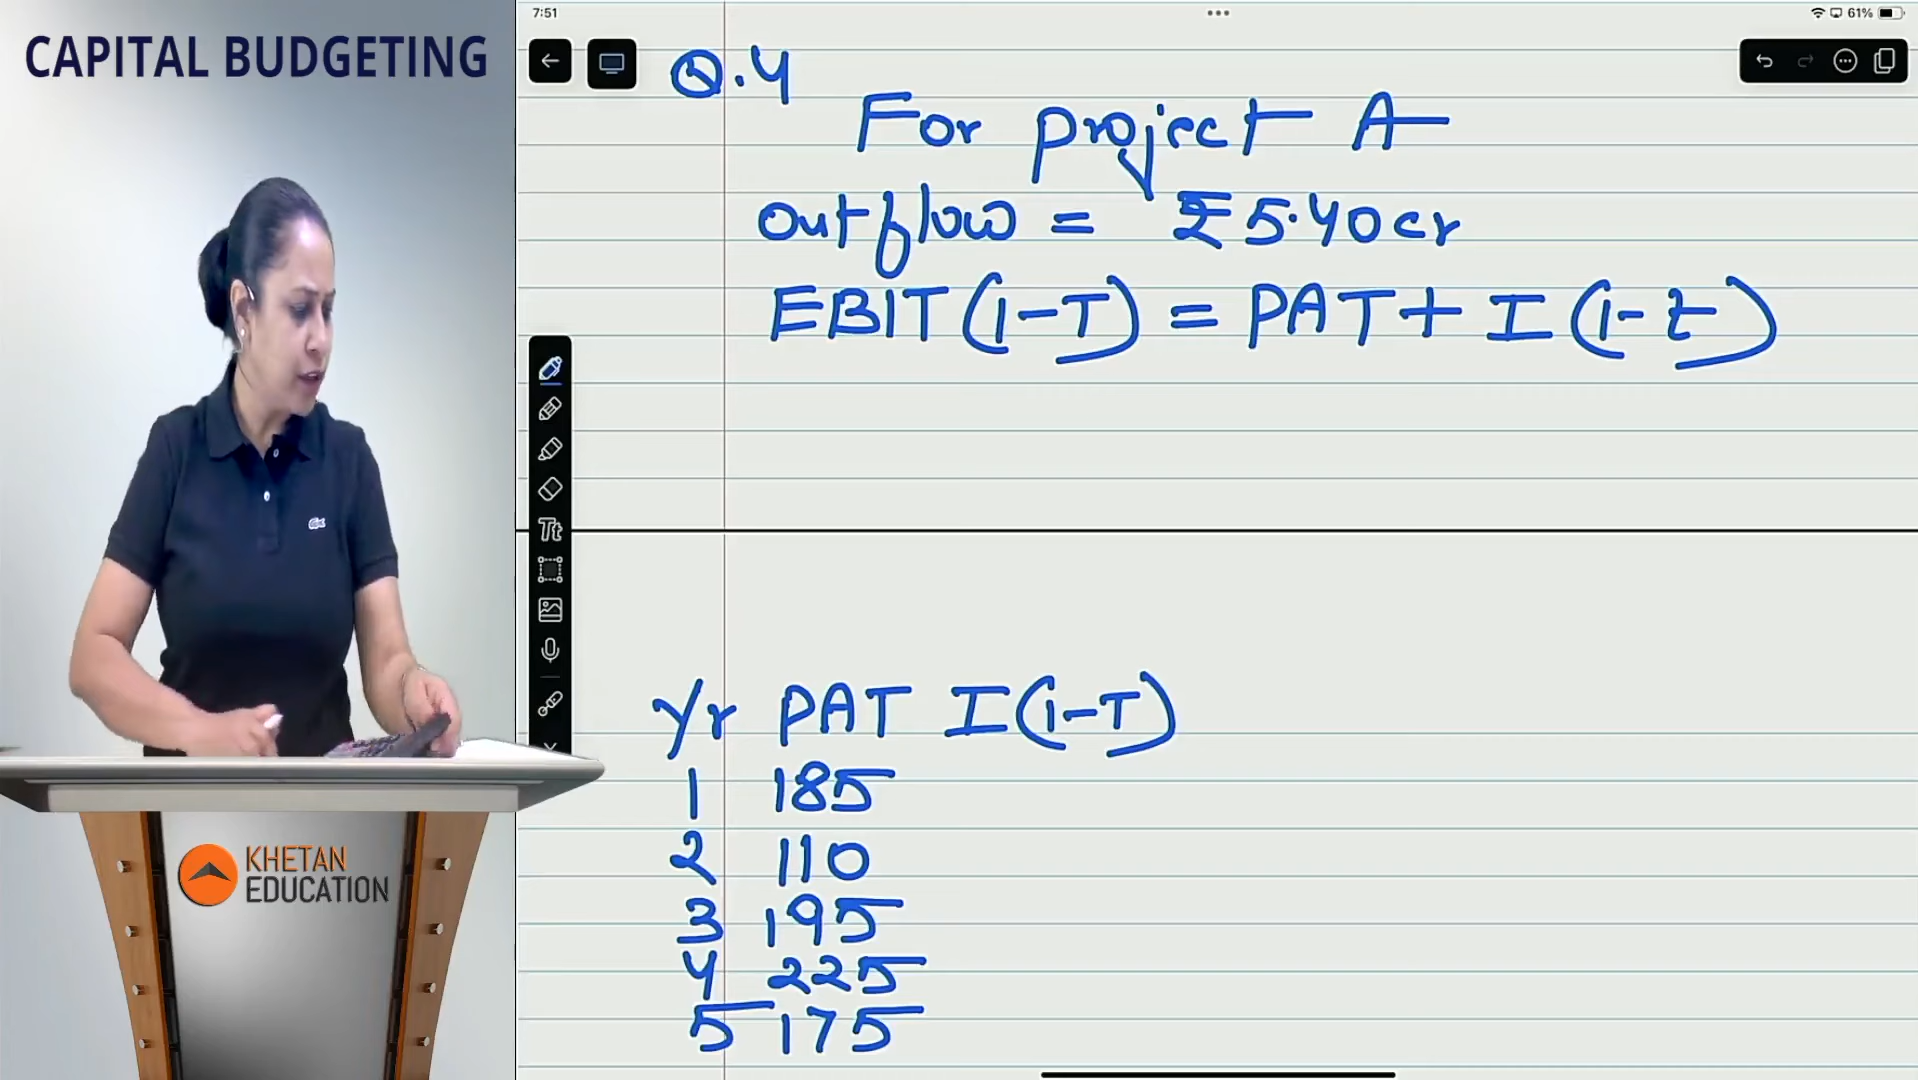 CAPITAL BUDGETING
7:51
61%
Q.4
For project A
outflow = ₹5.40cr
EBIT(1-T) = PAT + I(1-t)
Tt
Yr PAT I(1-T)
1 185
2 110
3 195
4 225
5 175
KHETAN
EDUCATION